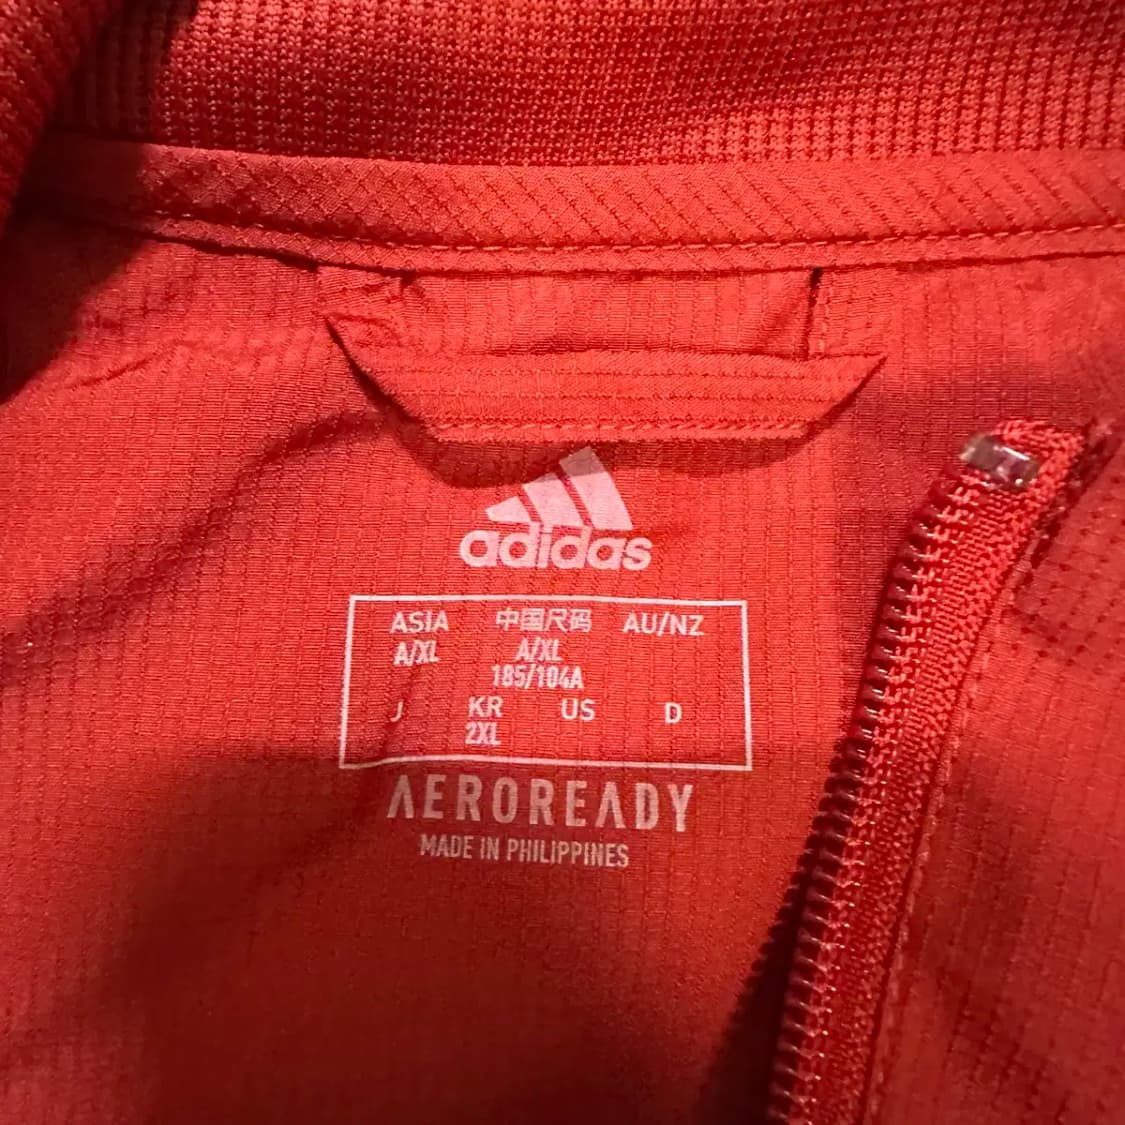 adidas
ASIA 中国尺码 AU/NZ
A/XL A/XL
185/104A
J KR US D
2XL
AEROREADY
MADE IN PHILIPPINES